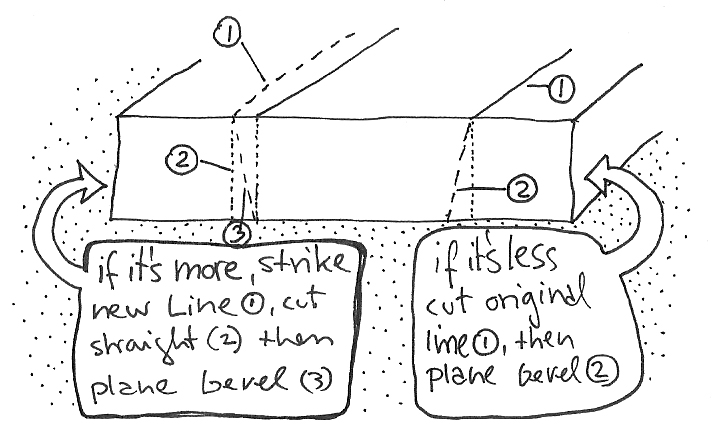 ①
①
②
②
③
if it's more, strike
new Line ①, cut
straight (2) then
plane bevel (3)
if it's less
cut original
line ①, then
plane bevel ②